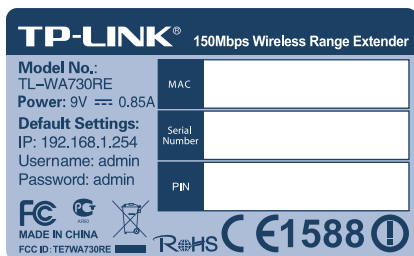 TP-LINK®
150Mbps Wireless Range Extender
Model No.:
TL-WA730RE
Power: 9V ⎓ 0.85A
Default Settings:
IP: 192.168.1.254
Username: admin
Password: admin
MAC
Serial
Number
PIN
FC PG
AR50
MADE IN CHINA
FCC ID: TE7WA730RE
RoHS CE1588